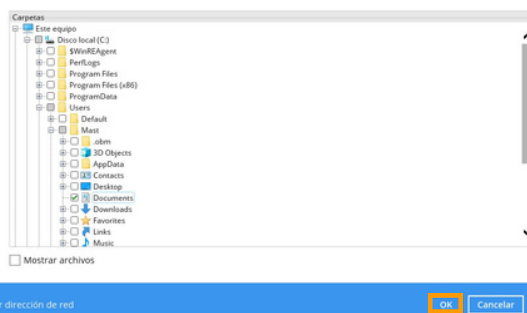 Carpetas
Este equipo
Disco local (C:)
$WinREAgent
PerfLogs
Program Files
Program Files (x86)
ProgramData
Users
Default
Mast
.obm
3D Objects
AppData
Contacts
Desktop
Documents
Downloads
Favorites
Links
Music
Mostrar archivos
r dirección de red
OK
Cancelar